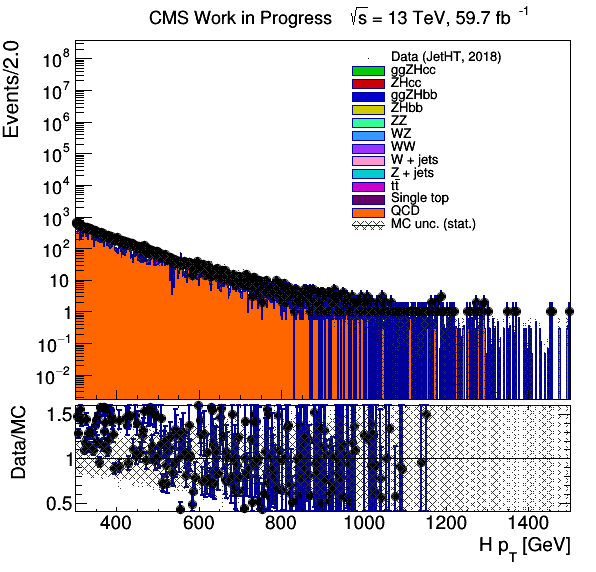 CMS Work in Progress √s = 13 TeV, 59.7 fb⁻¹
Events/2.0
10⁸
10⁷
10⁶
10⁵
10⁴
10³
10²
10
1
10⁻¹
10⁻²
Data (JetHT, 2018)
ggZHcc
ZHcc
ggZHbb
ZHbb
ZZ
WZ
WW
W + jets
Z + jets
tt̄
Single top
QCD
MC unc. (stat.)
Data/MC
1.5
1
0.5
400 600 800 1000 1200 1400
H p_T [GeV]